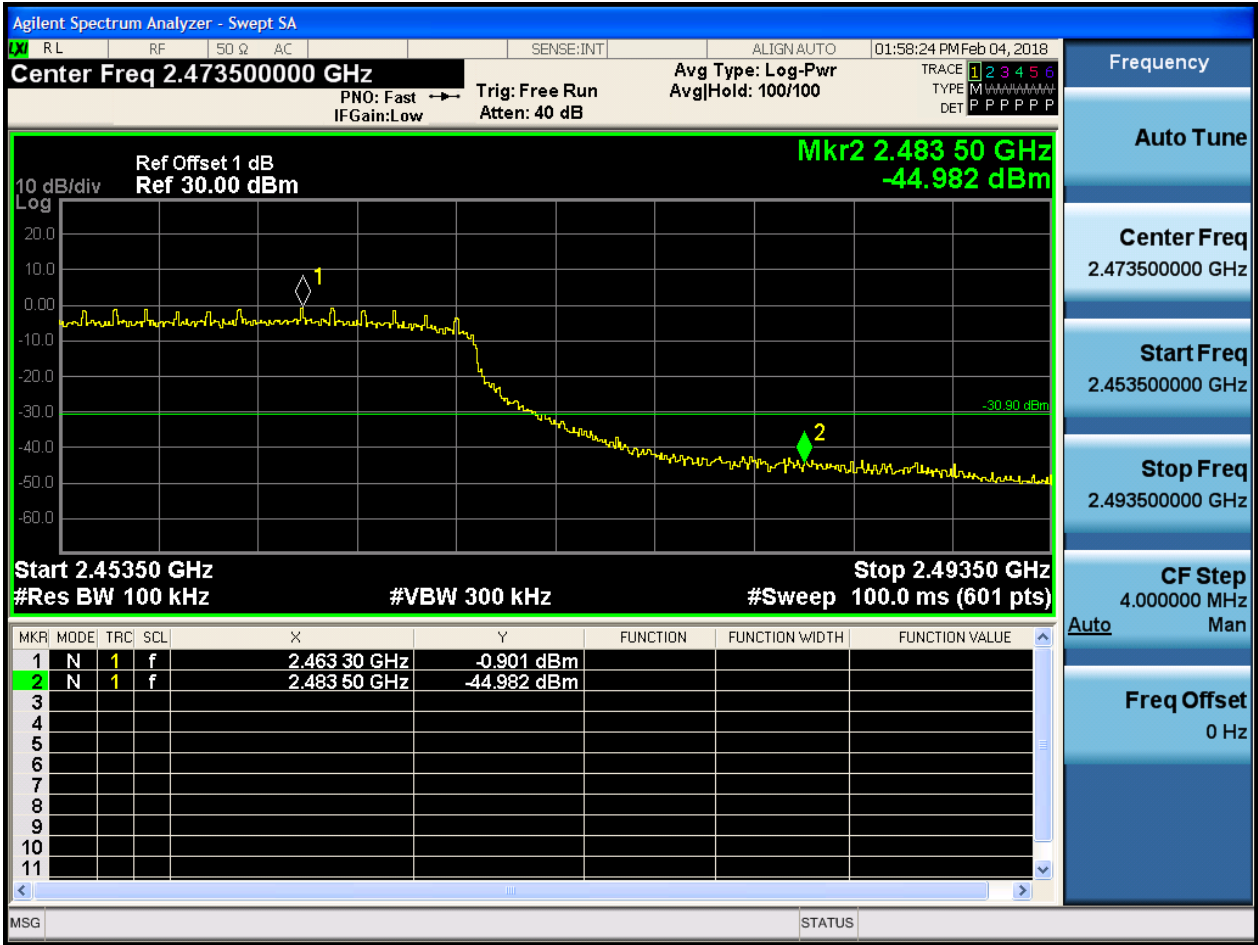 Agilent Spectrum Analyzer - Swept SA
LXI RL RF 50 Ω AC SENSE:INT ALIGNAUTO 01:58:24 PM Feb 04, 2018
Center Freq 2.473500000 GHz
PNO: Fast
IFGain:Low
Trig: Free Run
Atten: 40 dB
Avg Type: Log-Pwr
Avg|Hold: 100/100
TRACE 1 2 3 4 5 6
TYPE M WWWWW
DET P P P P P P
Ref Offset 1 dB
10 dB/div Ref 30.00 dBm
Log
Mkr2 2.483 50 GHz
-44.982 dBm
20.0
10.0
0.00
-10.0
-20.0
-30.0
-40.0
-50.0
-60.0
1
-30.90 dBm
2
Start 2.45350 GHz Stop 2.49350 GHz
#Res BW 100 kHz #VBW 300 kHz #Sweep 100.0 ms (601 pts)
MKR MODE TRC SCL X Y FUNCTION FUNCTION WIDTH FUNCTION VALUE
1 N 1 f 2.463 30 GHz -0.901 dBm
2 N 1 f 2.483 50 GHz -44.982 dBm
3
4
5
6
7
8
9
10
11
MSG STATUS
Frequency
Auto Tune
Center Freq
2.473500000 GHz
Start Freq
2.453500000 GHz
Stop Freq
2.493500000 GHz
CF Step
4.000000 MHz
Auto Man
Freq Offset
0 Hz